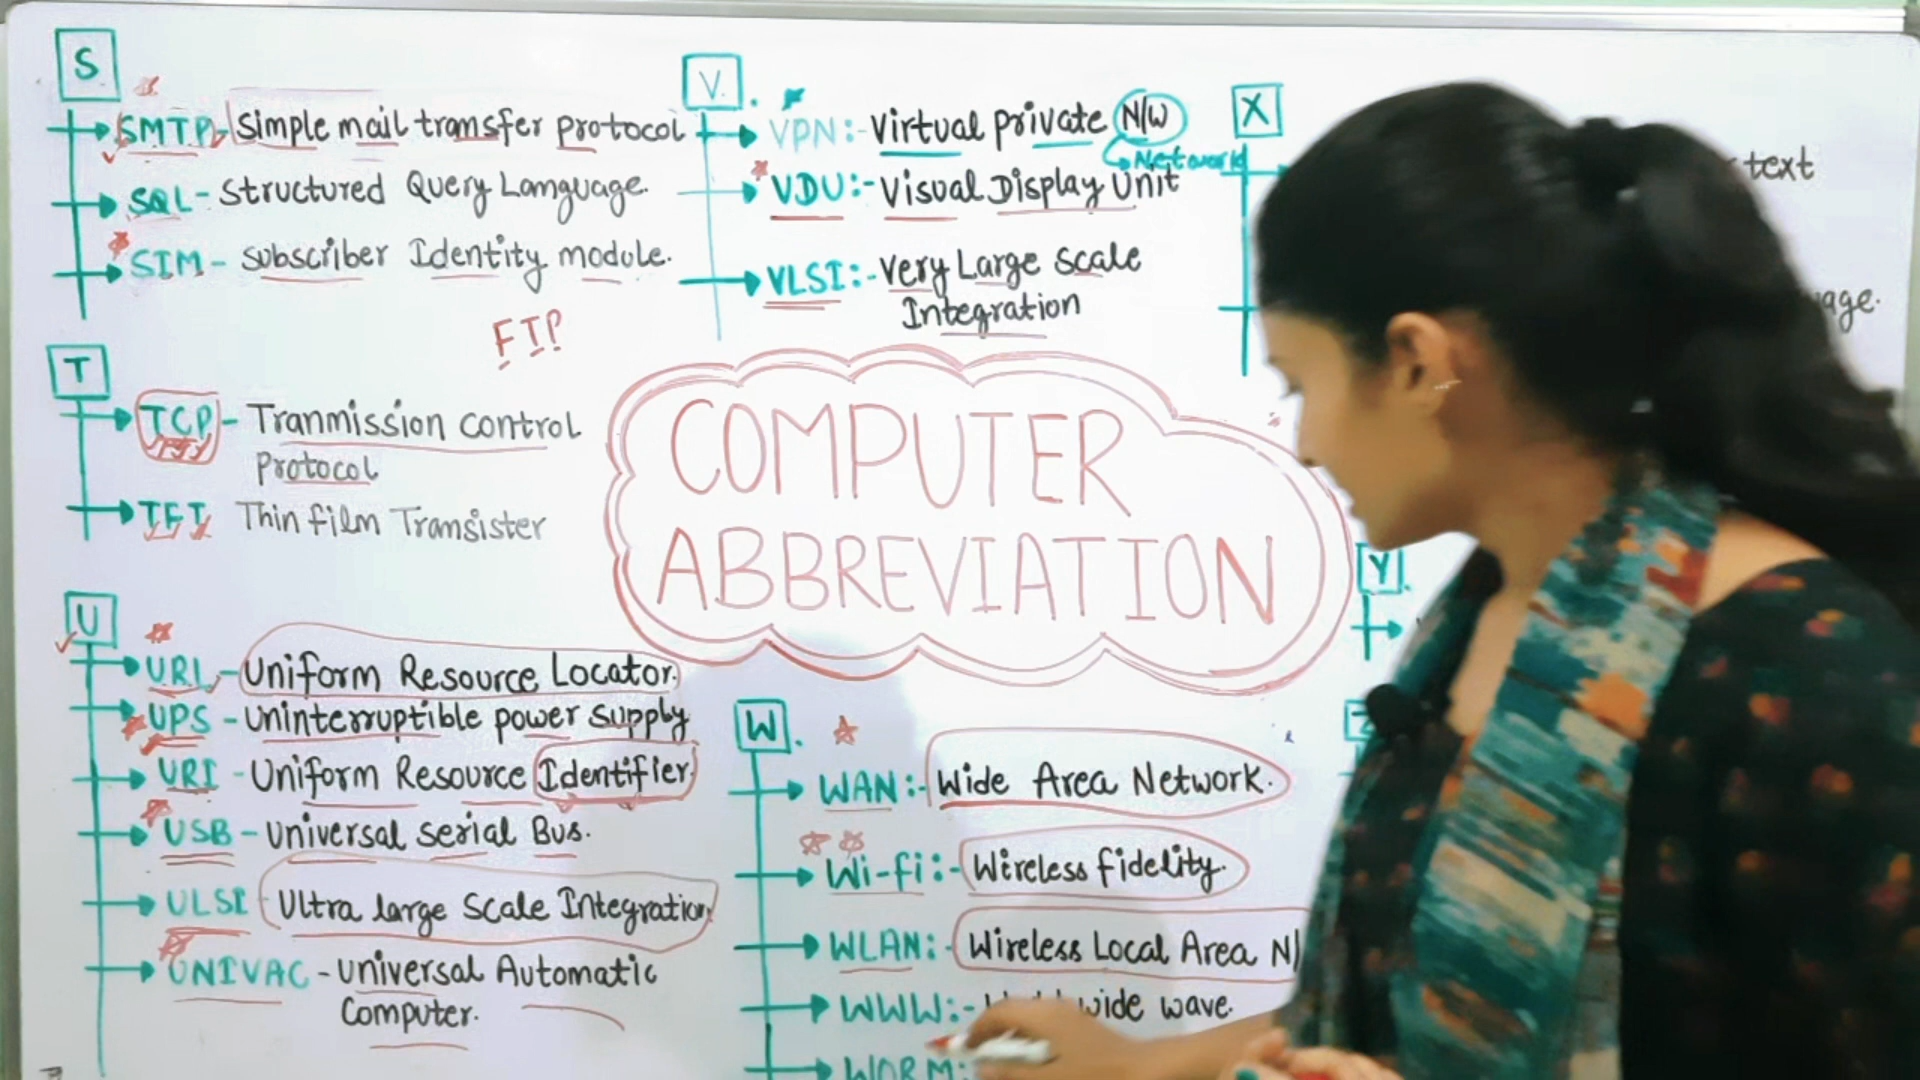 S
SMTP - Simple mail transfer protocol
SQL - Structured Query Language.
SIM - Subscriber Identity module.
FTP
T
TCP - Tranmission control
protocol
TFT Thin film Transister
U
URL - Uniform Resource Locator.
UPS - Uninterruptible power supply
URI - Uniform Resource Identifier.
USB - Universal Serial Bus.
ULSI Ultra large Scale Integration
UNIVAC - Universal Automatic
Computer.
V.
VPN:- Virtual private N/W
Network
VDU:- Visual Display Unit
VLSI:- Very Large Scale
Integration
COMPUTER
ABBREVIATION
W.
WAN:- Wide Area Network.
Wi-fi:- Wireless fidelity.
WLAN:- Wireless Local Area N/
WWW:- wide wave.
WORM:
X
text
Y.
Z